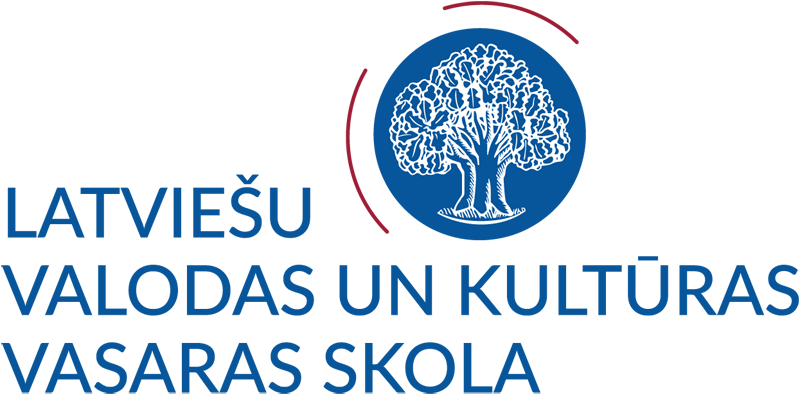 LATVIEŠU
VALODAS UN KULTŪRAS
VASARAS SKOLA